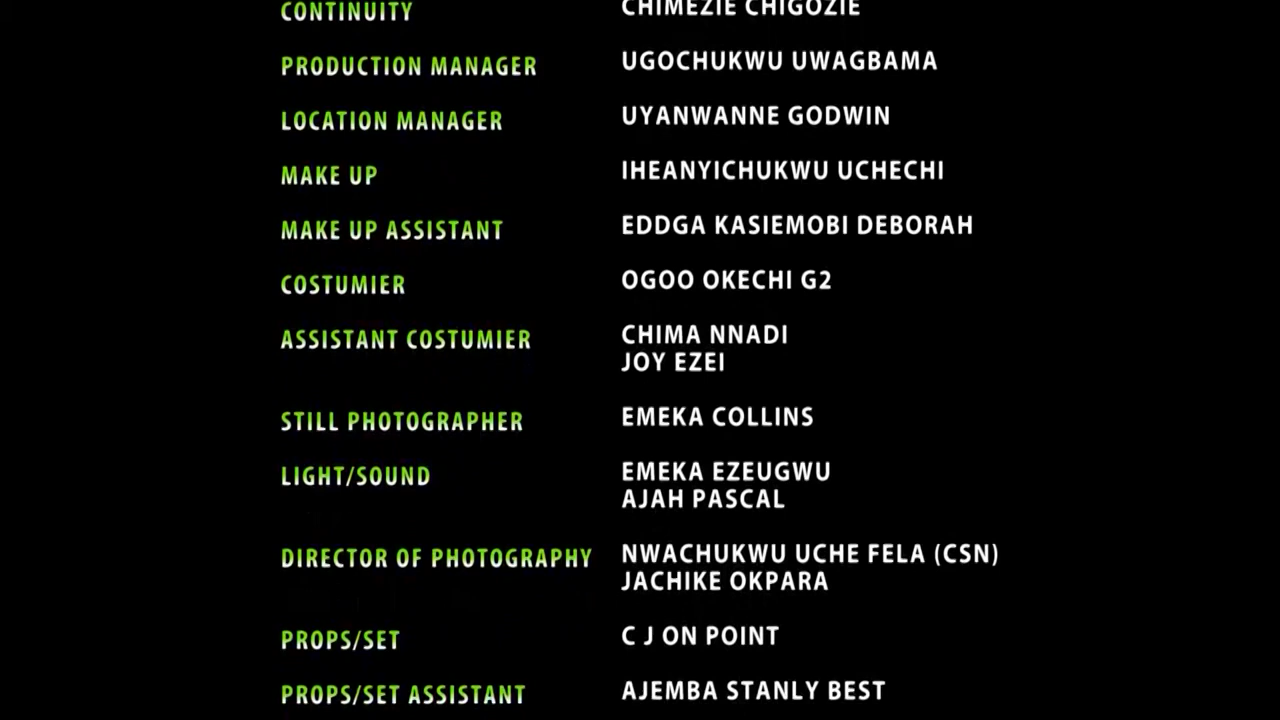 CONTINUITY CHIMEZIE CHIGOZIE
PRODUCTION MANAGER UGOCHUKWU UWAGBAMA
LOCATION MANAGER UYANWANNE GODWIN
MAKE UP IHEANYICHUKWU UCHECHI
MAKE UP ASSISTANT EDDGA KASIEMOBI DEBORAH
COSTUMIER OGOO OKECHI G2
ASSISTANT COSTUMIER CHIMA NNADI
JOY EZEI
STILL PHOTOGRAPHER EMEKA COLLINS
LIGHT/SOUND EMEKA EZEUGWU
AJAH PASCAL
DIRECTOR OF PHOTOGRAPHY NWACHUKWU UCHE FELA (CSN)
JACHIKE OKPARA
PROPS/SET C J ON POINT
PROPS/SET ASSISTANT AJEMBA STANLY BEST